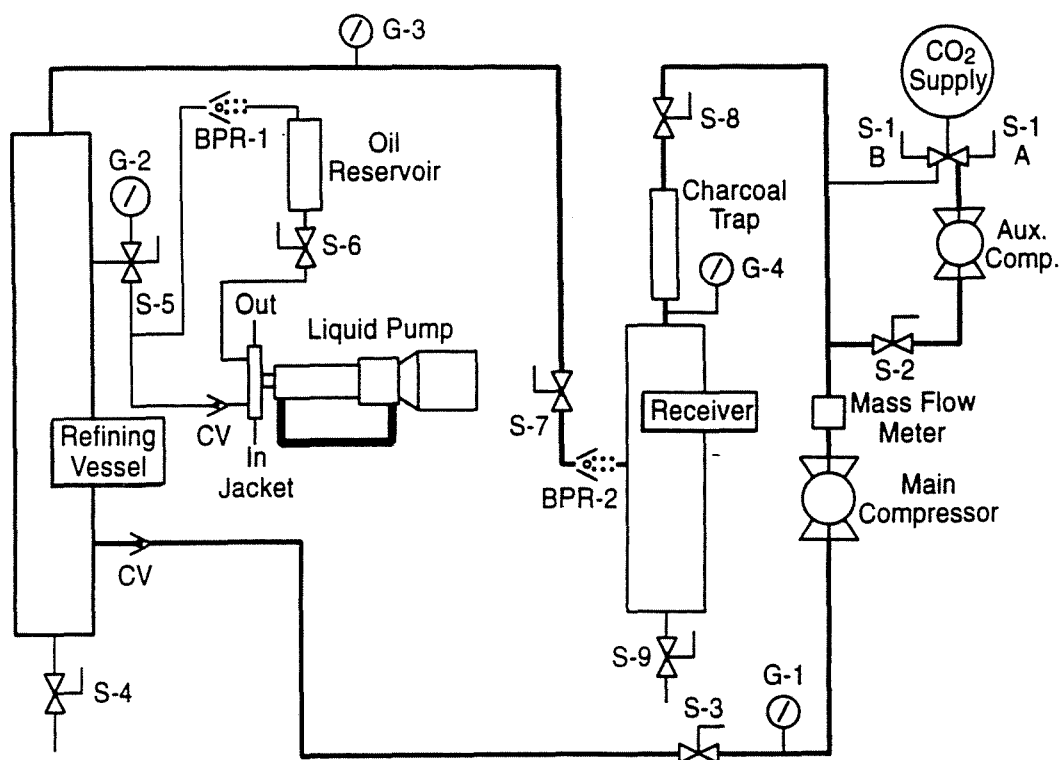 G-3
CO₂
Supply
BPR-1
S-8
S-1
B
S-1
A
G-2
Oil
Reservoir
Charcoal
Trap
S-6
G-4
Aux.
Comp.
S-5
Out
Liquid Pump
S-2
CV
Receiver
Mass Flow
Meter
S-7
Refining
Vessel
In
Jacket
BPR-2
Main
Compressor
CV
S-9
S-4
S-3
G-1